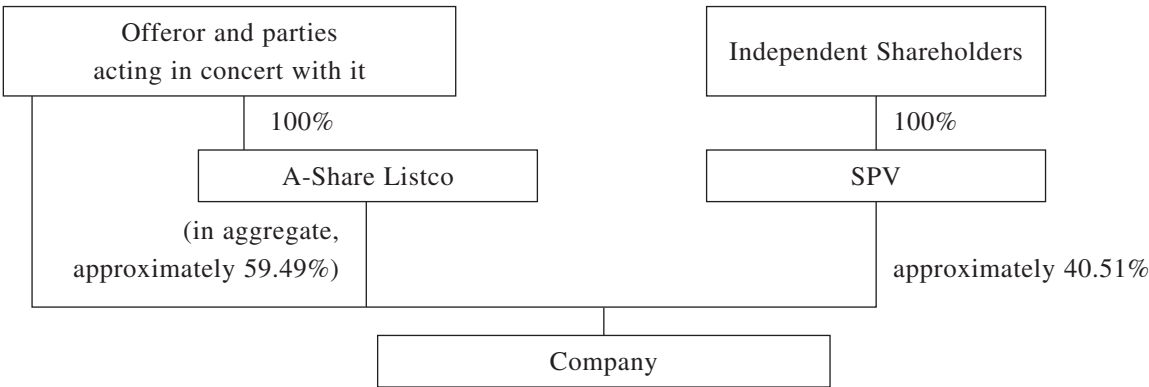 Offeror and parties
acting in concert with it
Independent Shareholders
100%
100%
A-Share Listco
SPV
(in aggregate,
approximately 59.49%)
approximately 40.51%
Company